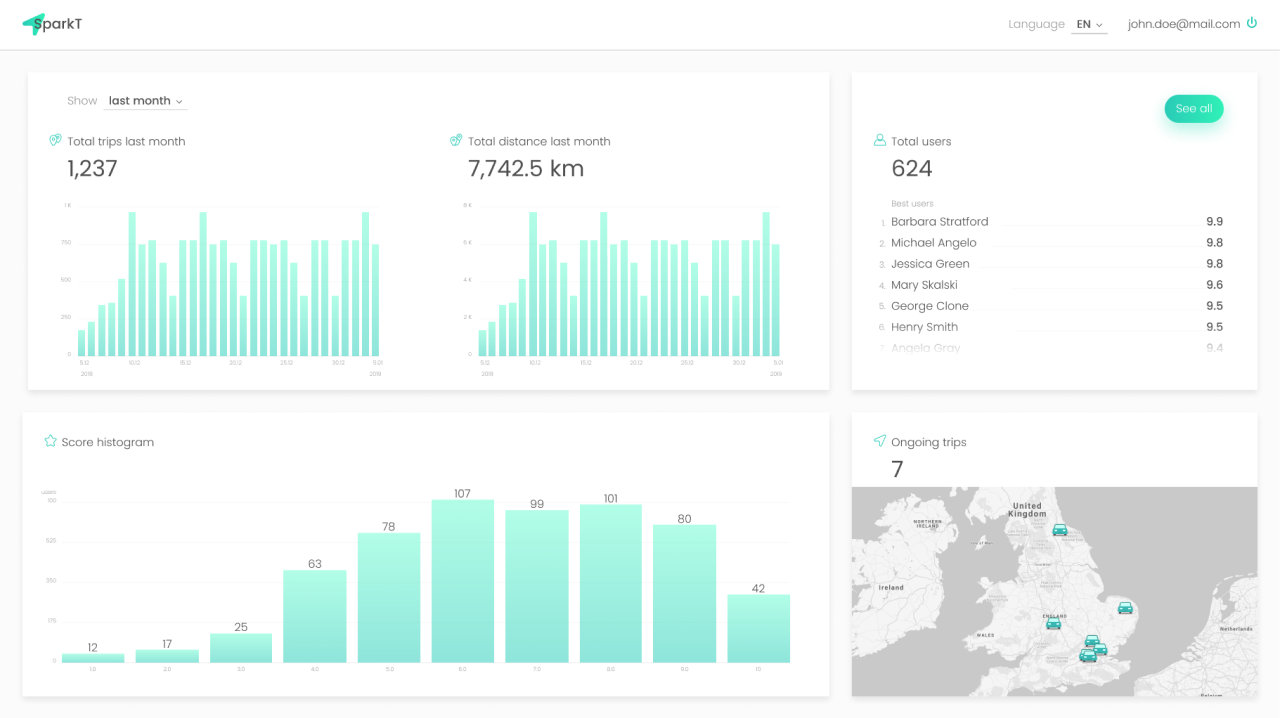 SparkT
Language EN
john.doe@mail.com
Show last month
Total trips last month
1,237
1 K
750
500
250
0
5.12
10.12
15.12
20.12
25.12
30.12
5.01
2018
2019
Total distance last month
7,742.5 km
8 K
6 K
4 K
2 K
0
5.12
10.12
15.12
20.12
25.12
30.12
5.01
2018
2019
See all
Total users
624
Best users
1. Barbara Stratford 9.9
2. Michael Angelo 9.8
3. Jessica Green 9.8
4. Mary Skalski 9.6
5. George Clone 9.5
6. Henry Smith 9.5
7. Angela Gray 9.4
Score histogram
users
700
525
350
175
0
12
17
25
63
78
107
99
101
80
42
1.0
2.0
3.0
4.0
5.0
6.0
7.0
8.0
9.0
10
Ongoing trips
7
United
Kingdom
NORTHERN
IRELAND
Isle of Man
Ireland
ENGLAND
WALES
Netherlands
Belgium